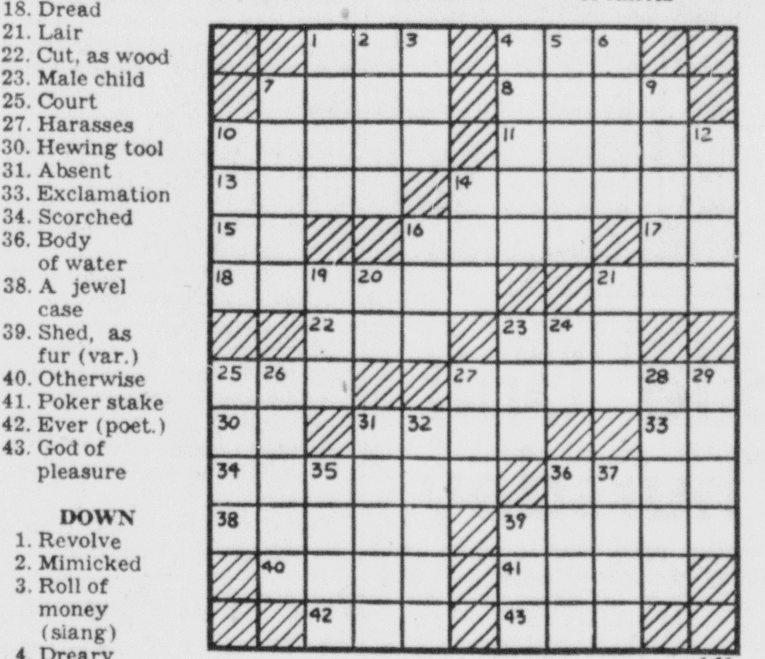 18. Dread
21. Lair
22. Cut, as wood
23. Male child
25. Court
27. Harasses
30. Hewing tool
31. Absent
33. Exclamation
34. Scorched
36. Body
of water
38. A jewel
case
39. Shed, as
fur (var.)
40. Otherwise
41. Poker stake
42. Ever (poet.)
43. God of
pleasure
DOWN
1. Revolve
2. Mimicked
3. Roll of
money
(slang)
4. Dreary
1 2 3 4 5 6
7 8 9
10 11 12
13 14
15 16 17
18 19 20 21
22 23 24
25 26 27 28 29
30 31 32 33
34 35 36 37
38 39
40 41
42 43